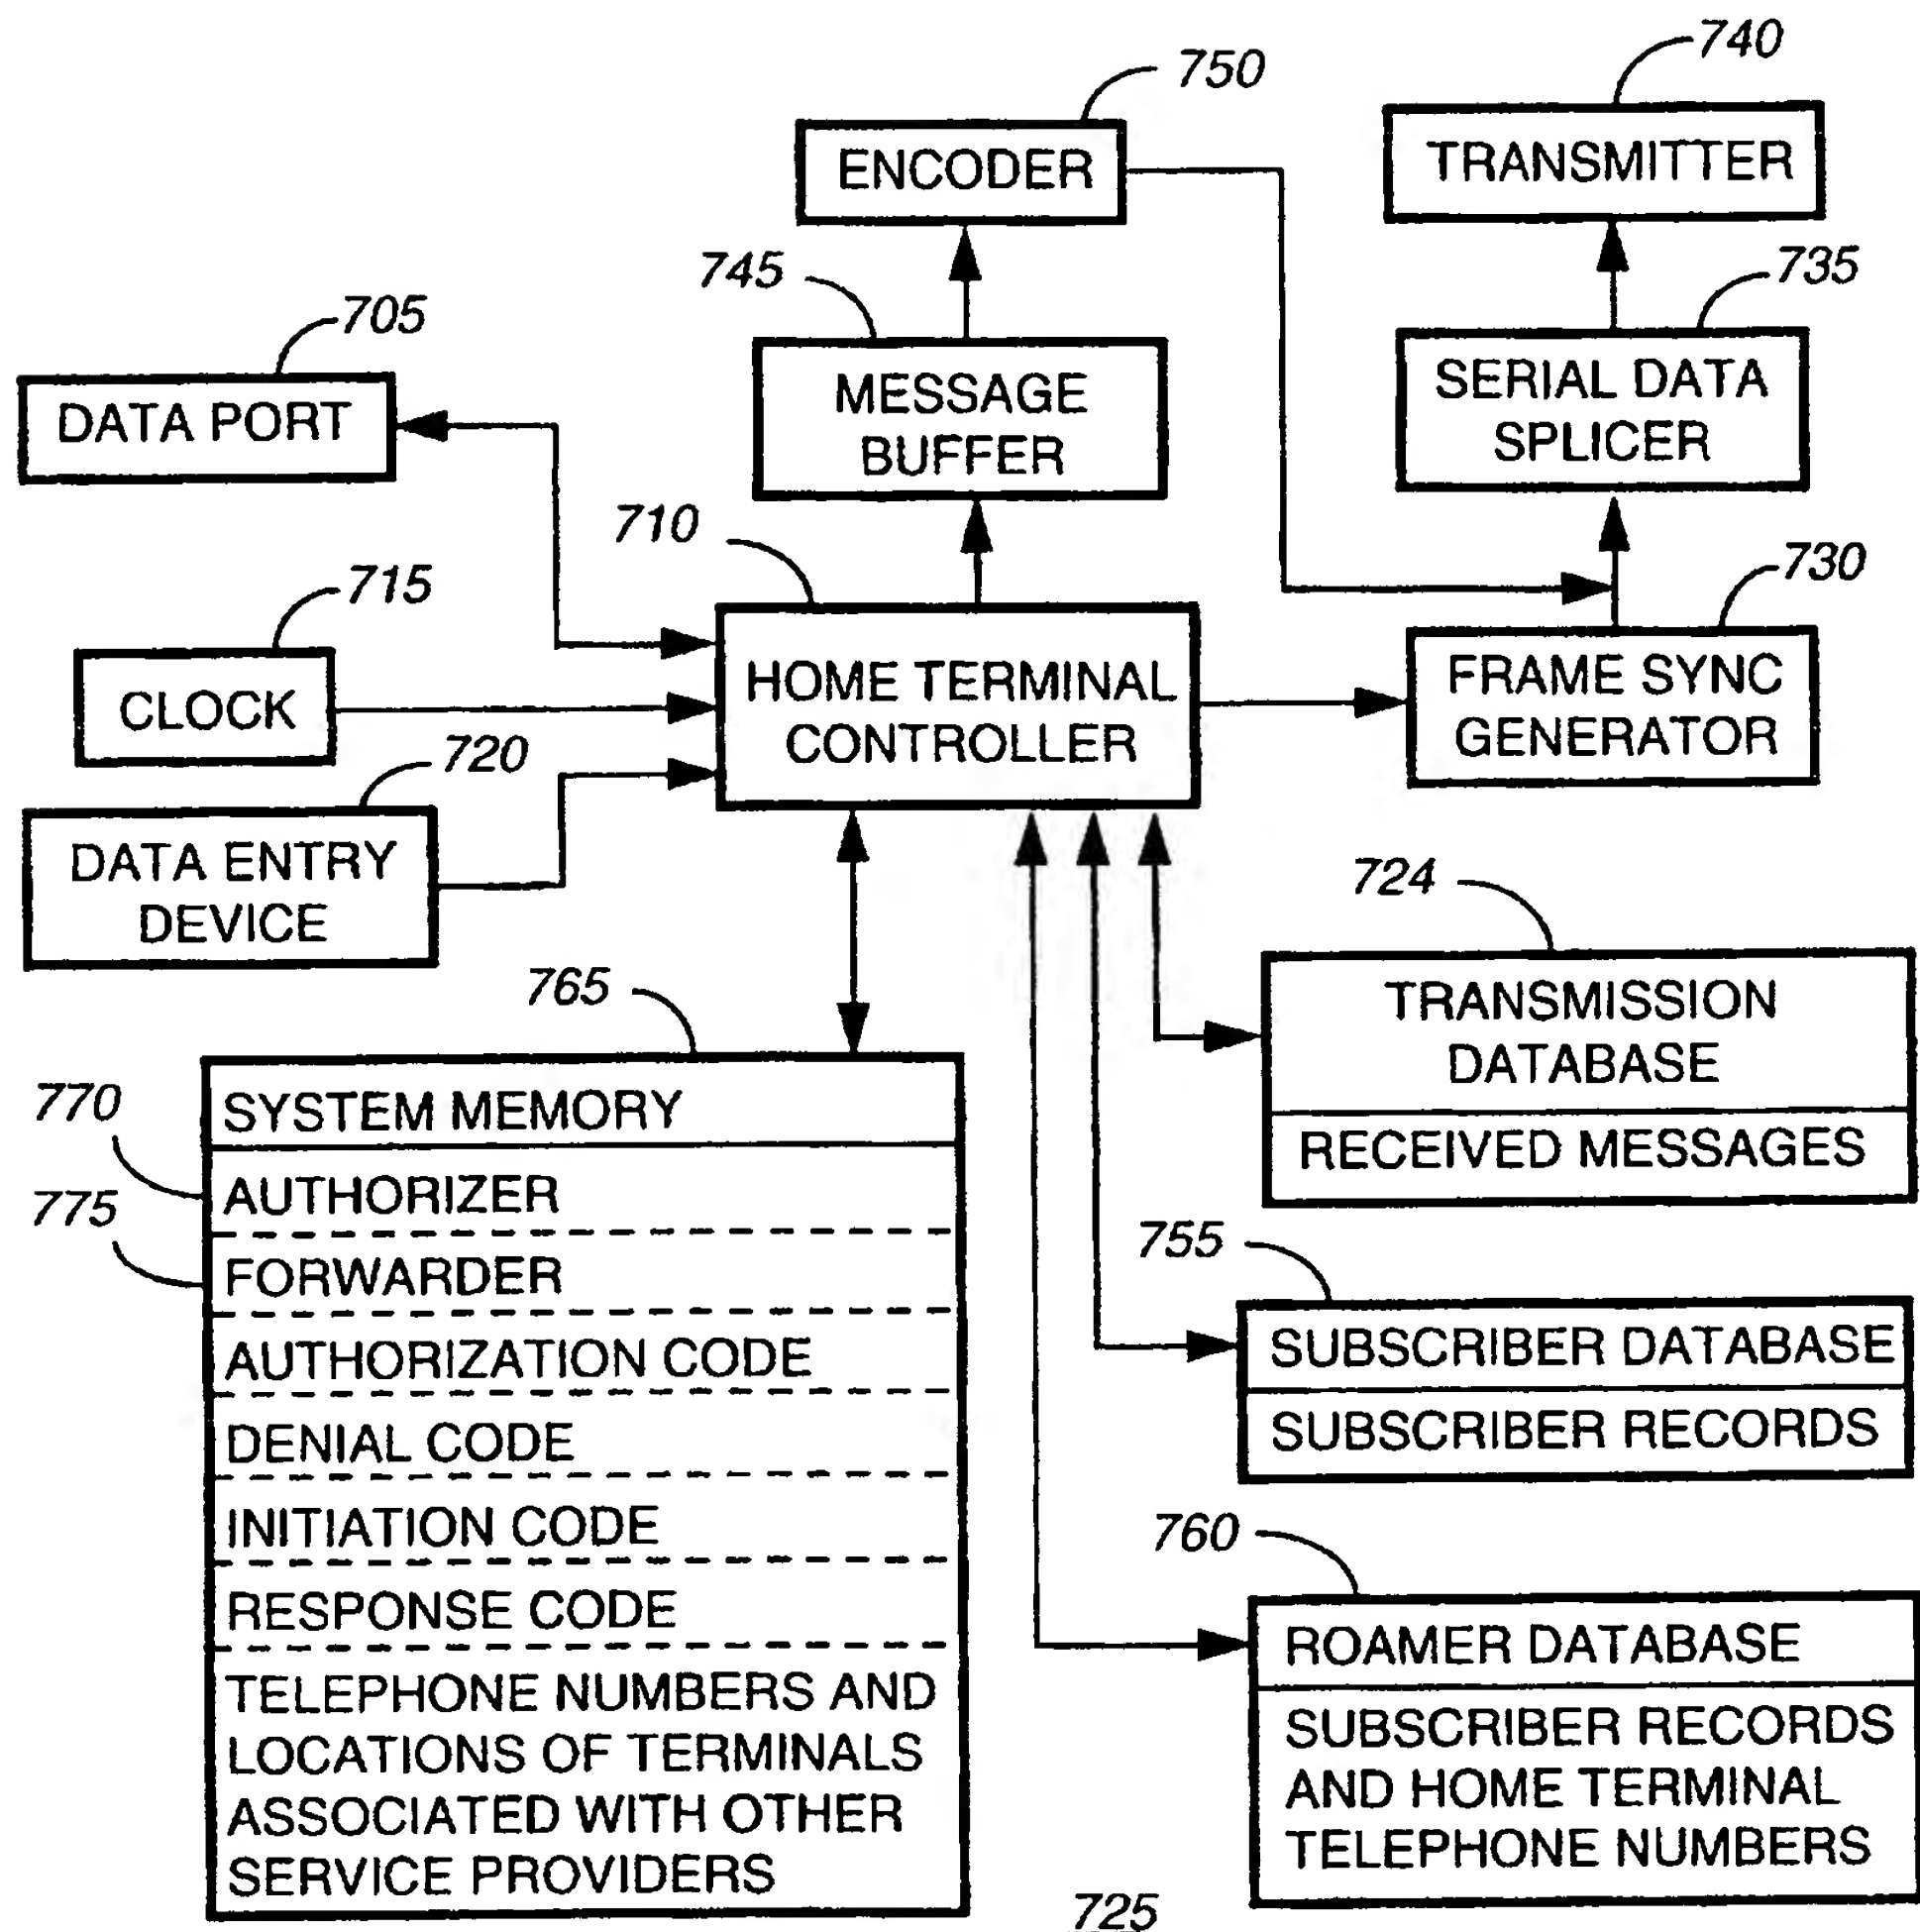 740
750
ENCODER
TRANSMITTER
745
735
705
DATA PORT
MESSAGE
BUFFER
SERIAL DATA
SPLICER
710
715
730
CLOCK
HOME TERMINAL
CONTROLLER
FRAME SYNC
GENERATOR
720
DATA ENTRY
DEVICE
724
TRANSMISSION
DATABASE
RECEIVED MESSAGES
765
SYSTEM MEMORY
770
AUTHORIZER
775
FORWARDER
AUTHORIZATION CODE
DENIAL CODE
INITIATION CODE
RESPONSE CODE
TELEPHONE NUMBERS AND
LOCATIONS OF TERMINALS
ASSOCIATED WITH OTHER
SERVICE PROVIDERS
755
SUBSCRIBER DATABASE
SUBSCRIBER RECORDS
760
ROAMER DATABASE
SUBSCRIBER RECORDS
AND HOME TERMINAL
TELEPHONE NUMBERS
725